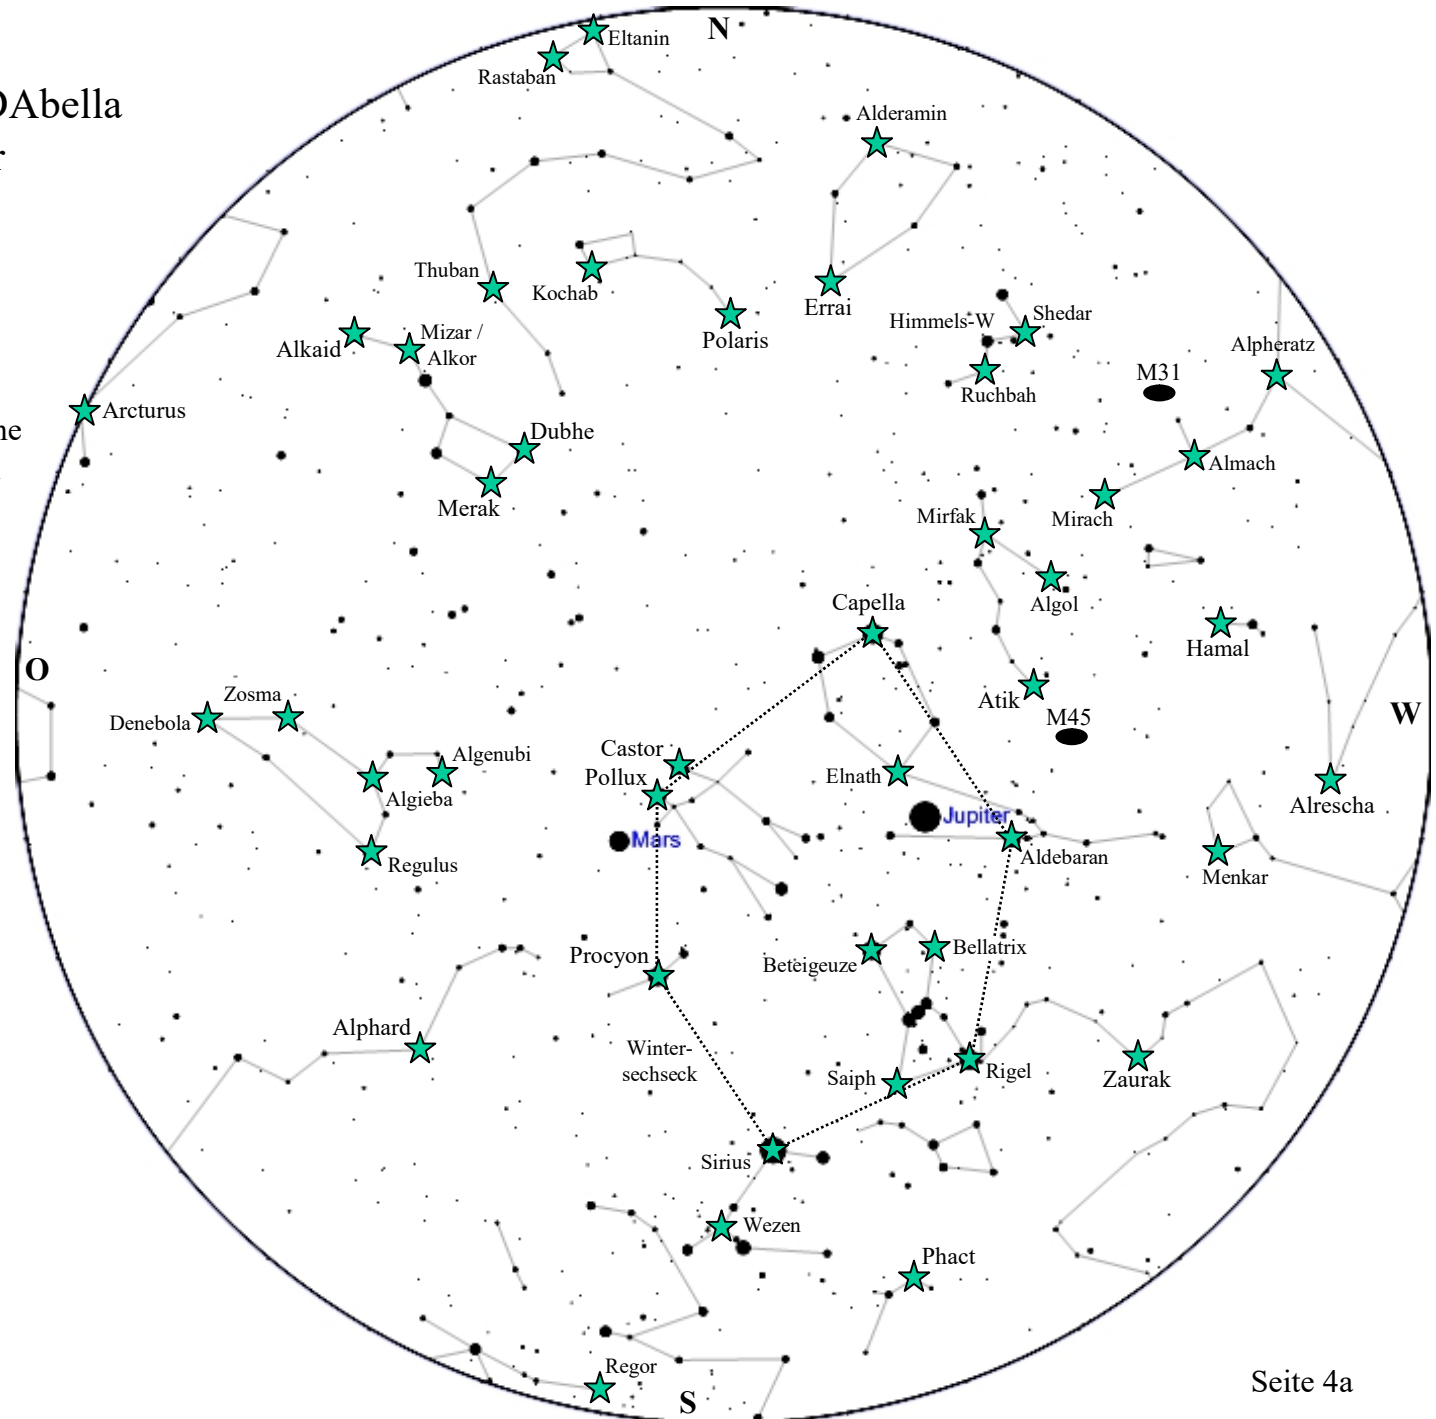 N
Eltanin
Rastaban
DAbella
Alderamin
Thuban
Kochab
Errai
Polaris
Himmels-W
Shedar
Ruchbah
Alpheratz
M31
Alkaid
Mizar /
Alkor
Arcturus
Dubhe
Merak
Almach
Mirach
Mirfak
Algol
Capella
Hamal
O
Zosma
Denebola
Algenubi
Algieba
Regulus
Castor
Pollux
Mars
Elnath
Jupiter
Aldebaran
Atik
M45
W
Alrescha
Menkar
Procyon
Beteigeuze
Bellatrix
Alphard
Winter-
sechseck
Saiph
Rigel
Zaurak
Sirius
Wezen
Phact
Regor
S
Seite 4a